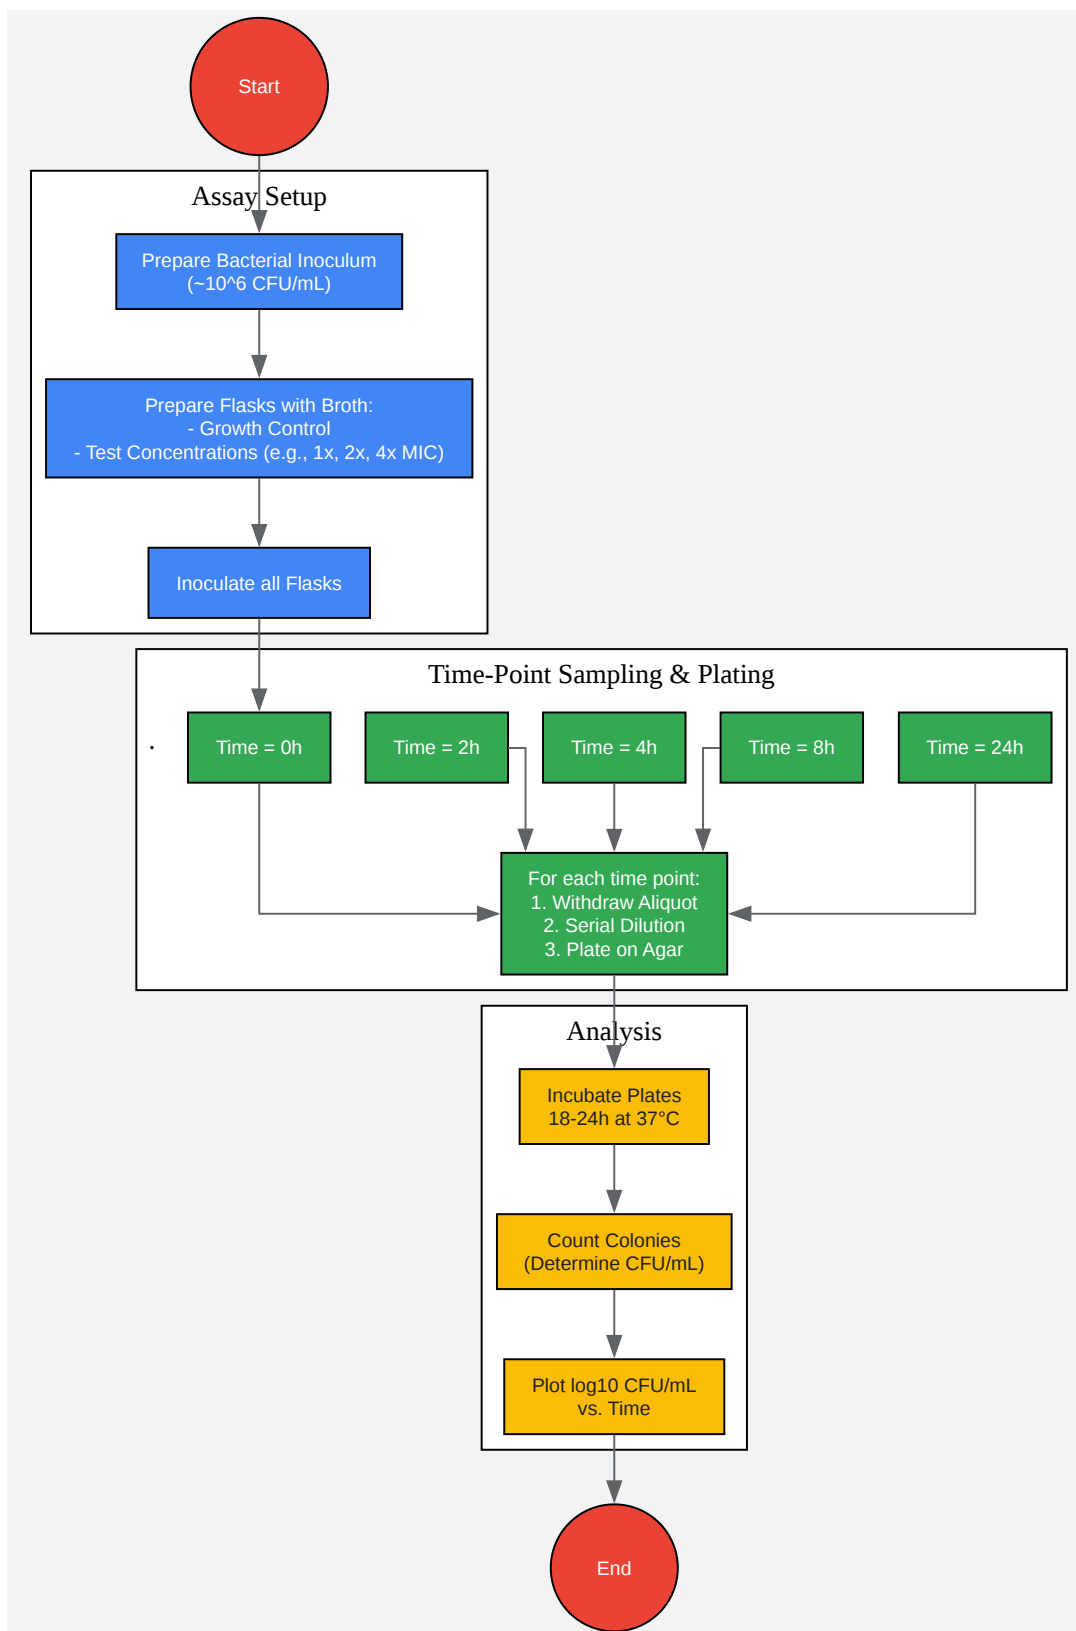 Start
Assay Setup
Prepare Bacterial Inoculum
(~10^6 CFU/mL)
Prepare Flasks with Broth:
- Growth Control
- Test Concentrations (e.g., 1x, 2x, 4x MIC)
Inoculate all Flasks
Time-Point Sampling & Plating
.
Time = 0h
Time = 2h
Time = 4h
Time = 8h
Time = 24h
For each time point:
1. Withdraw Aliquot
2. Serial Dilution
3. Plate on Agar
Analysis
Incubate Plates
18-24h at 37°C
Count Colonies
(Determine CFU/mL)
Plot log10 CFU/mL
vs. Time
End